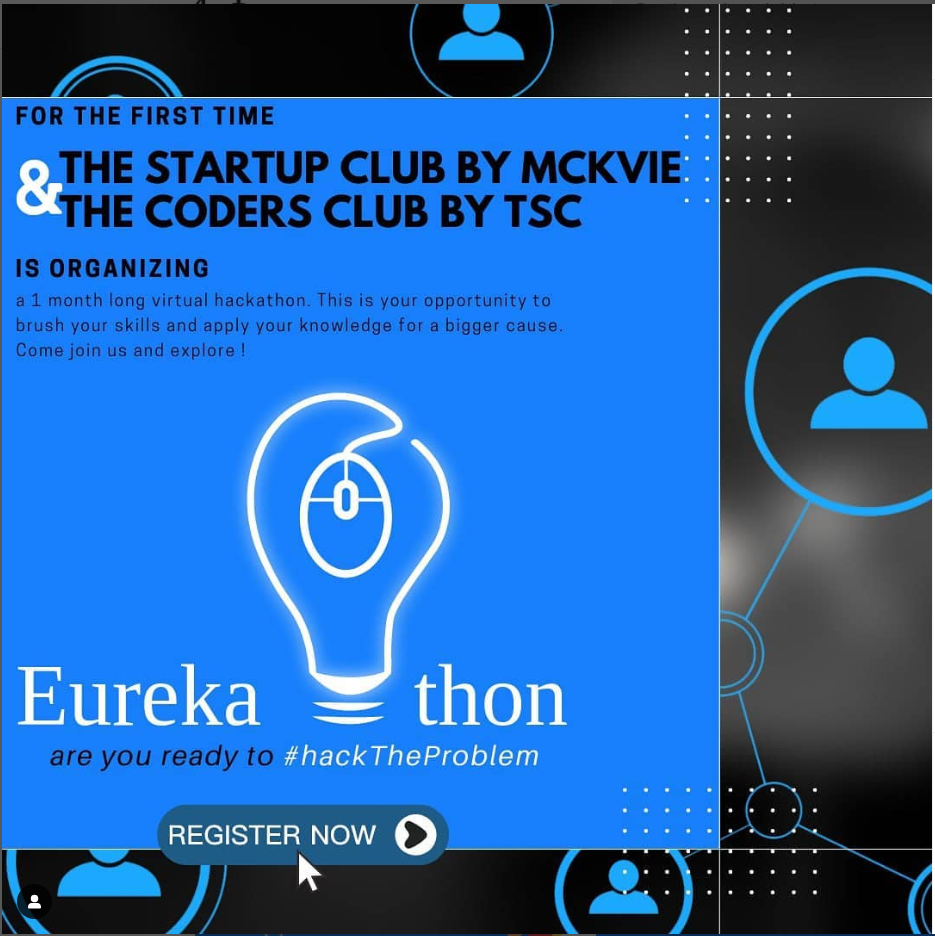 FOR THE FIRST TIME
THE STARTUP CLUB BY MCKVIE
&
THE CODERS CLUB BY TSC
IS ORGANIZING
a 1 month long virtual hackathon. This is your opportunity to
brush your skills and apply your knowledge for a bigger cause.
Come join us and explore !
Eureka thon
are you ready to #hackTheProblem
REGISTER NOW